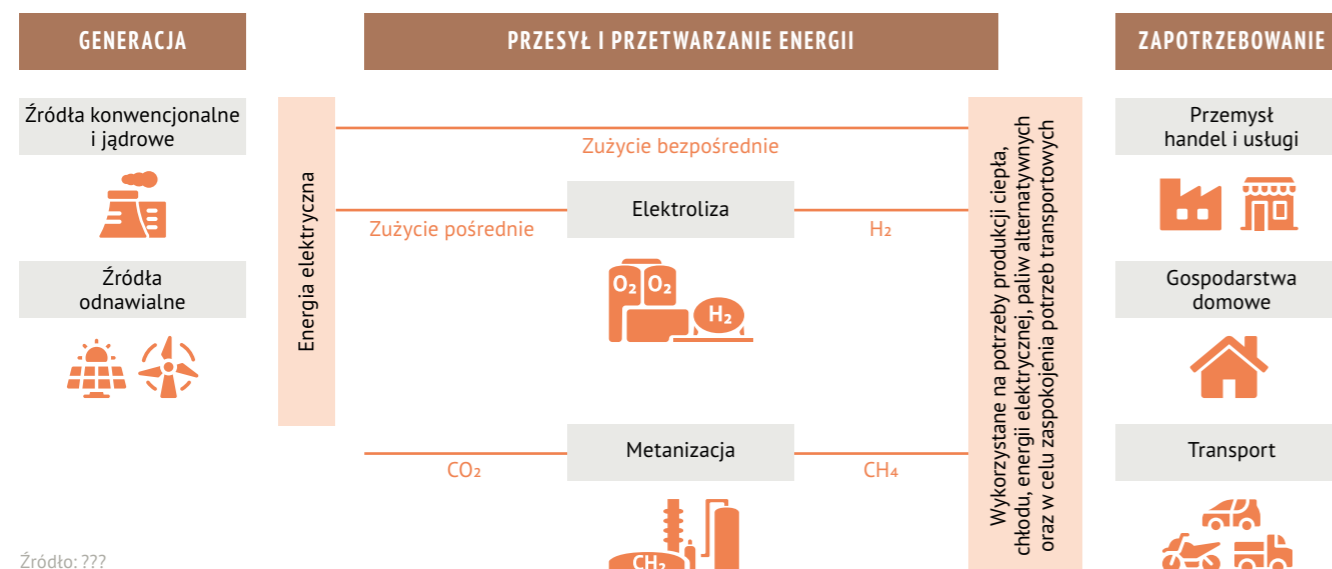 GENERACJA
PRZESYŁ I PRZETWARZANIE ENERGII
ZAPOTRZEBOWANIE
Źródła konwencjonalne
i jądrowe
Źródła
odnawialne
Energia elektryczna
Zużycie bezpośrednie
Zużycie pośrednie
Elektroliza
H₂
O₂ O₂
H₂
CO₂
Metanizacja
CH₄
CH₂
Wykorzystane na potrzeby produkcji ciepła,
chłodu, energii elektrycznej, paliw alternatywnych
oraz w celu zaspokojenia potrzeb transportowych
Przemysł
handel i usługi
Gospodarstwa
domowe
Transport
Źródło: ???